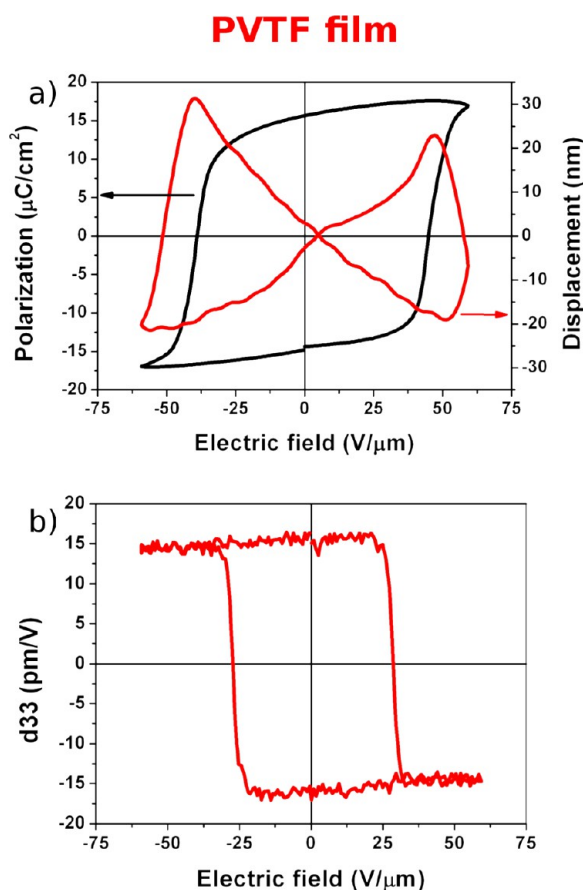 PVTF film
a)
Polarization (μC/cm²)
20
15
10
5
0
-5
-10
-15
-20
30
20
10
0
-10
-20
-30
Displacement (nm)
-75 -50 -25 0 25 50 75
Electric field (V/μm)
b)
d33 (pm/V)
20
15
10
5
0
-5
-10
-15
-20
-75 -50 -25 0 25 50 75
Electric field (V/μm)